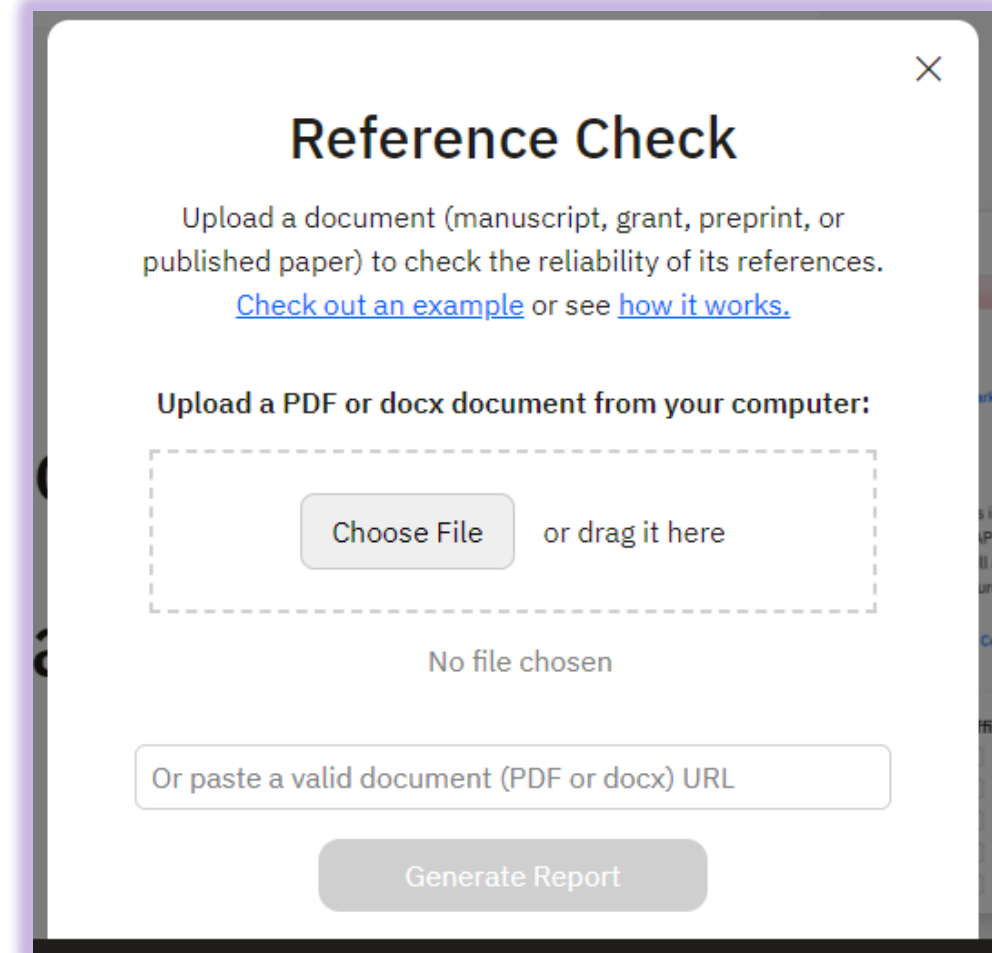 Reference Check
Upload a document (manuscript, grant, preprint, or
published paper) to check the reliability of its references.
Check out an example or see how it works.
Upload a PDF or docx document from your computer:
Choose File or drag it here
No file chosen
Or paste a valid document (PDF or docx) URL
Generate Report